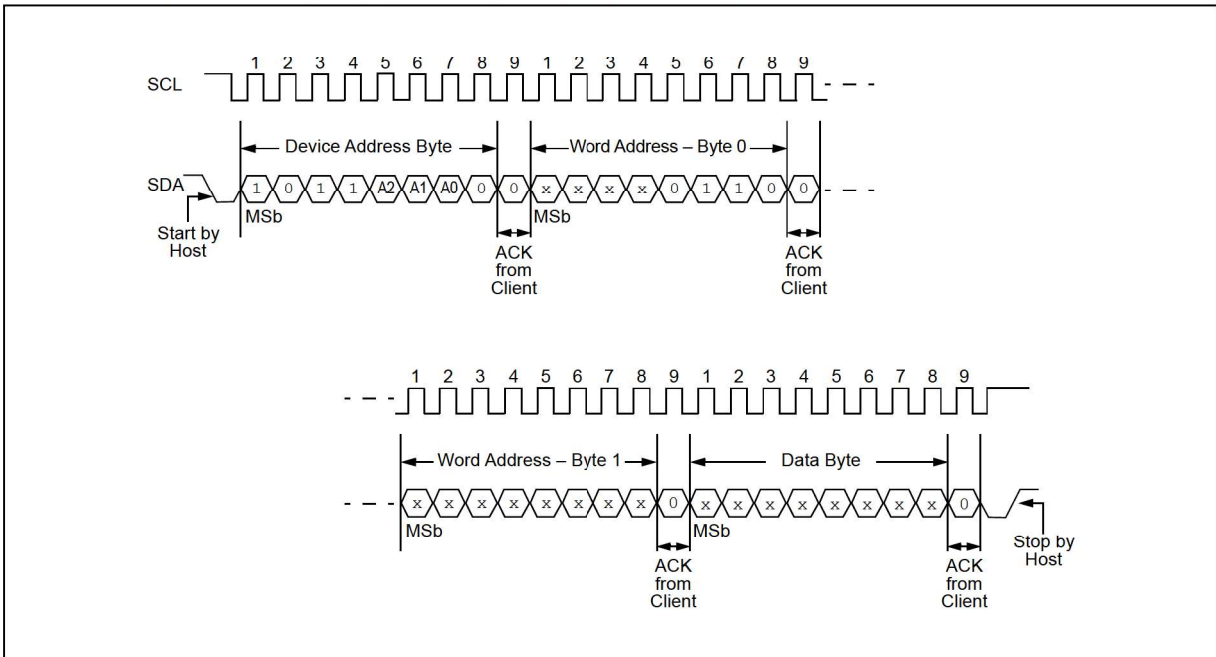 1 2 3 4 5 6 7 8 9 1 2 3 4 5 6 7 8 9
SCL
Device Address Byte Word Address – Byte 0
SDA 1 0 1 1 A2 A1 A0 0 0 x x x x 0 1 1 0 0
MSb MSb
Start by
Host
ACK
from
Client
ACK
from
Client
1 2 3 4 5 6 7 8 9 1 2 3 4 5 6 7 8 9
Word Address – Byte 1 Data Byte
x x x x x x x x 0 x x x x x x x x 0
MSb MSb
Stop by
Host
ACK
from
Client
ACK
from
Client